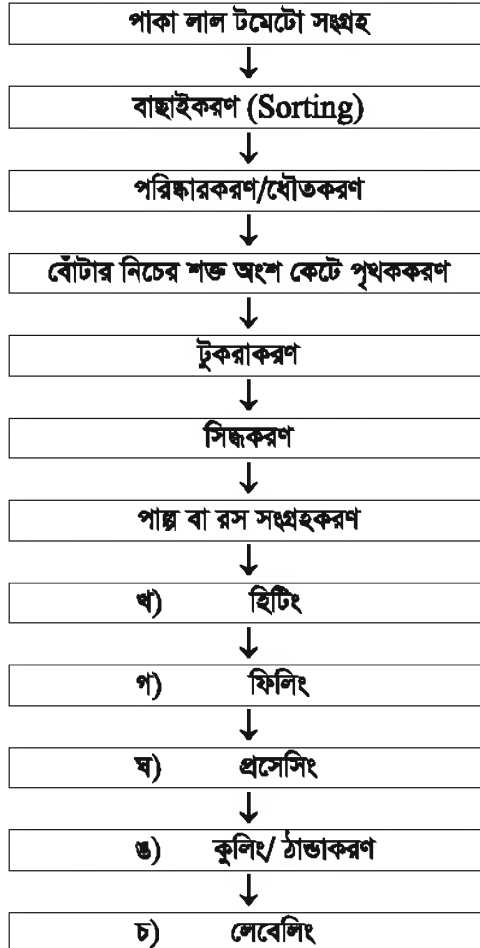 পাকা লাল টমেটো সংগ্রহ
বাছাইকরণ (Sorting)
পরিষ্কারকরণ/ধৌতকরণ
বোঁটার নিচের শক্ত অংশ কেটে পৃথককরণ
টুকরাকরণ
সিদ্ধকরণ
পাল্প বা রস সংগ্রহকরণ
খ) হিটিং
গ) ফিলিং
ঘ) প্রসেসিং
ঙ) কুলিং/ ঠান্ডাকরণ
চ) লেবেলিং